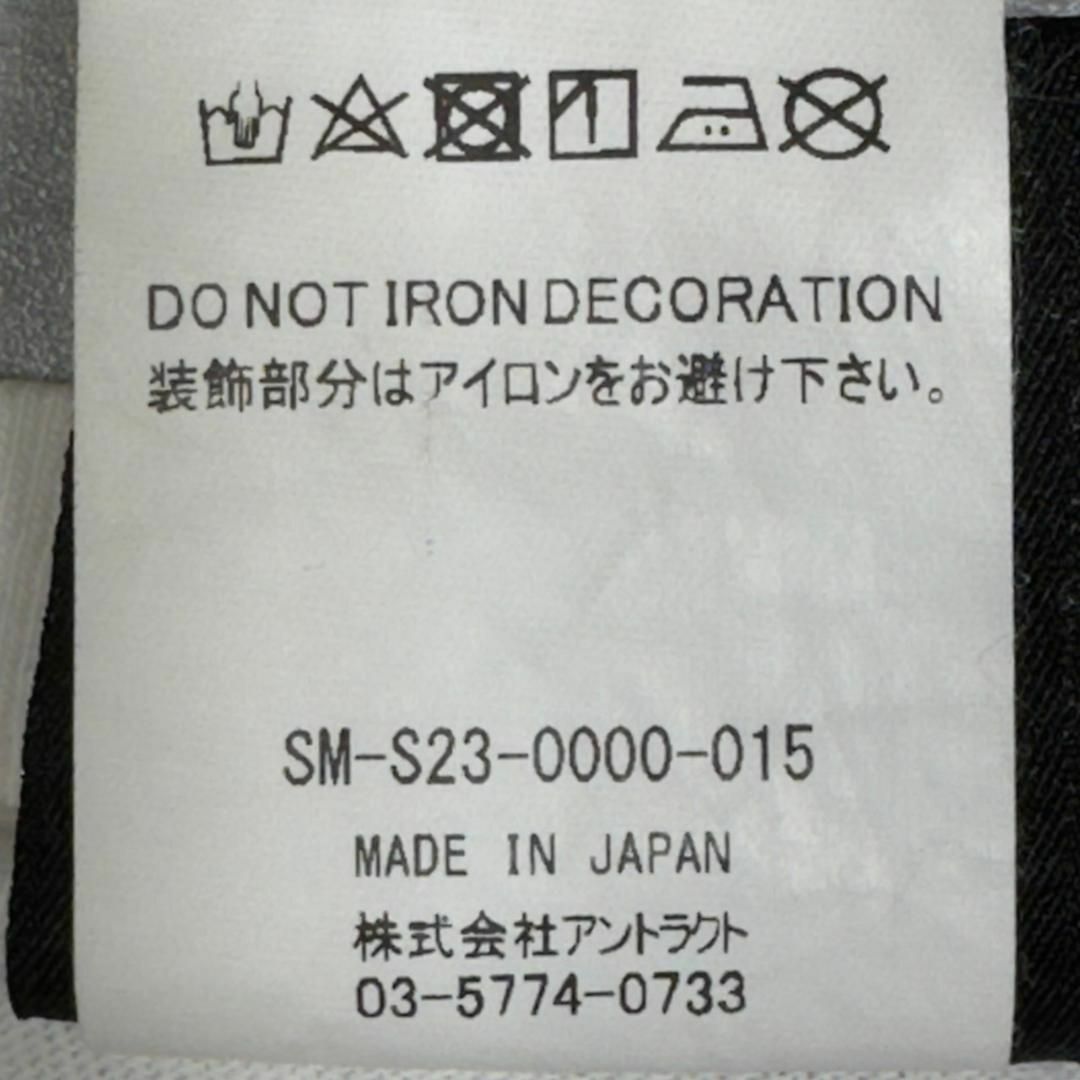 DO NOT IRON DECORATION
装飾部分はアイロンをお避け下さい。
SM-S23-0000-015
MADE IN JAPAN
株式会社アントラクト
03-5774-0733